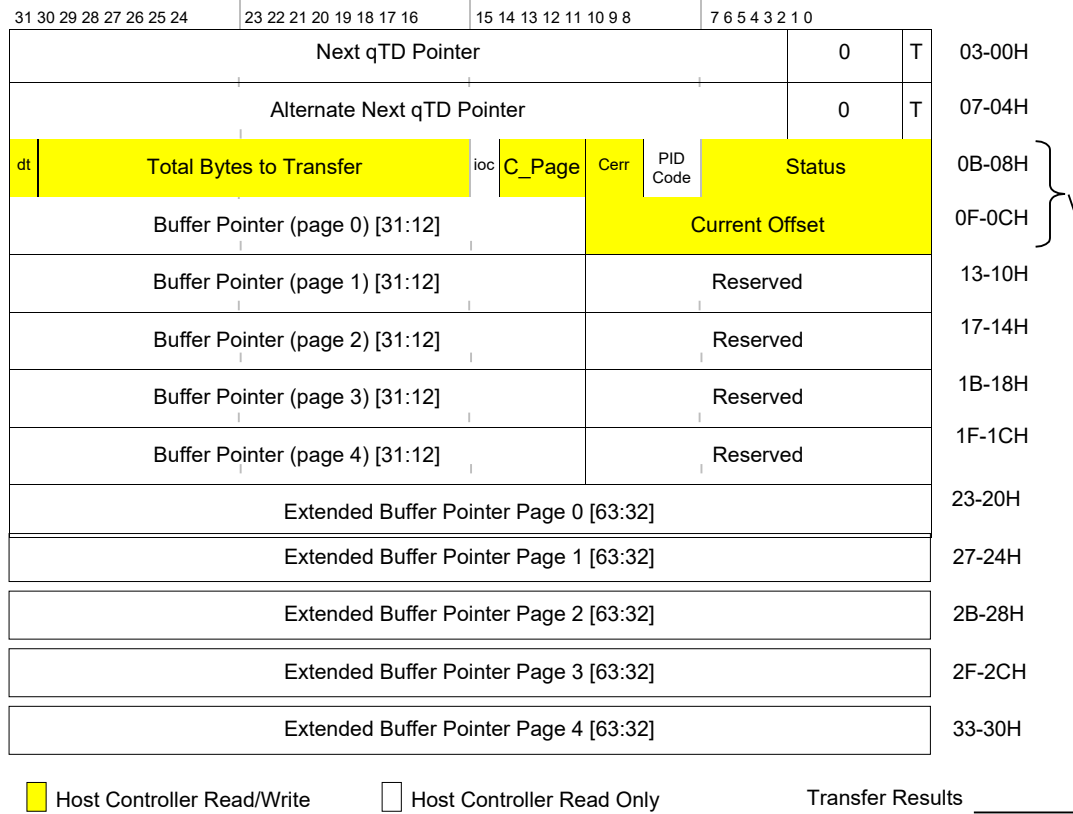 31 30 29 28 27 26 25 24 23 22 21 20 19 18 17 16 15 14 13 12 11 10 9 8 7 6 5 4 3 2 1 0
Next qTD Pointer 0 T 03-00H
Alternate Next qTD Pointer 0 T 07-04H
dt Total Bytes to Transfer ioc C_Page Cerr PID Code Status 0B-08H
Buffer Pointer (page 0) [31:12] Current Offset 0F-0CH
Buffer Pointer (page 1) [31:12] Reserved 13-10H
Buffer Pointer (page 2) [31:12] Reserved 17-14H
Buffer Pointer (page 3) [31:12] Reserved 1B-18H
Buffer Pointer (page 4) [31:12] Reserved 1F-1CH
Extended Buffer Pointer Page 0 [63:32] 23-20H
Extended Buffer Pointer Page 1 [63:32] 27-24H
Extended Buffer Pointer Page 2 [63:32] 2B-28H
Extended Buffer Pointer Page 3 [63:32] 2F-2CH
Extended Buffer Pointer Page 4 [63:32] 33-30H
Host Controller Read/Write Host Controller Read Only Transfer Results